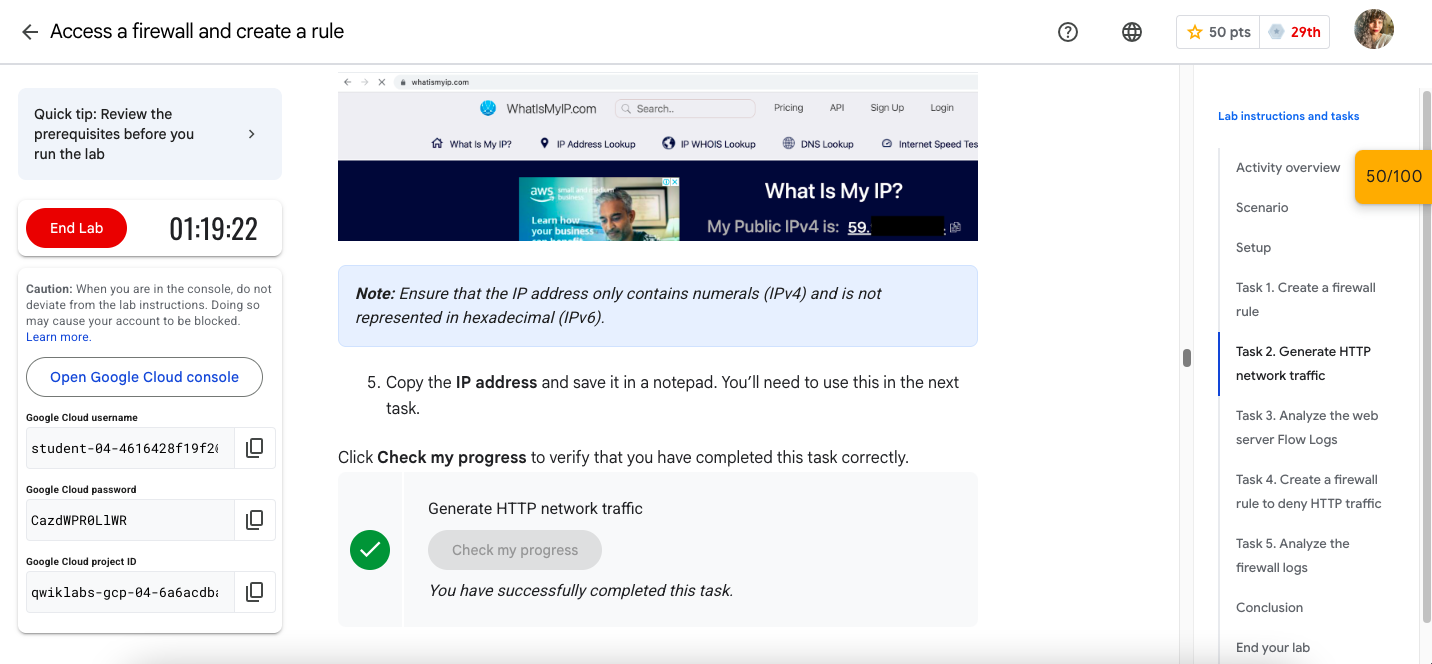 Access a firewall and create a rule
50 pts
29th
Quick tip: Review the
prerequisites before you
run the lab
End Lab
01:19:22
Caution: When you are in the console, do not
deviate from the lab instructions. Doing so
may cause your account to be blocked.
Learn more.
Open Google Cloud console
Google Cloud username
student-04-4616428f19f2
Google Cloud password
CazdWPR0LlWR
Google Cloud project ID
qwiklabs-gcp-04-6a6acdba
whatismyip.com
WhatIsMyIP.com
Search..
Pricing
API
Sign Up
Login
What Is My IP?
IP Address Lookup
IP WHOIS Lookup
DNS Lookup
Internet Speed Tes
aws small and medium
business
Learn how
your business
What Is My IP?
My Public IPv4 is: 59.
Note: Ensure that the IP address only contains numerals (IPv4) and is not
represented in hexadecimal (IPv6).
5. Copy the IP address and save it in a notepad. You’ll need to use this in the next
task.
Click Check my progress to verify that you have completed this task correctly.
Generate HTTP network traffic
Check my progress
You have successfully completed this task.
Lab instructions and tasks
50/100
Activity overview
Scenario
Setup
Task 1. Create a firewall
rule
Task 2. Generate HTTP
network traffic
Task 3. Analyze the web
server Flow Logs
Task 4. Create a firewall
rule to deny HTTP traffic
Task 5. Analyze the
firewall logs
Conclusion
End your lab